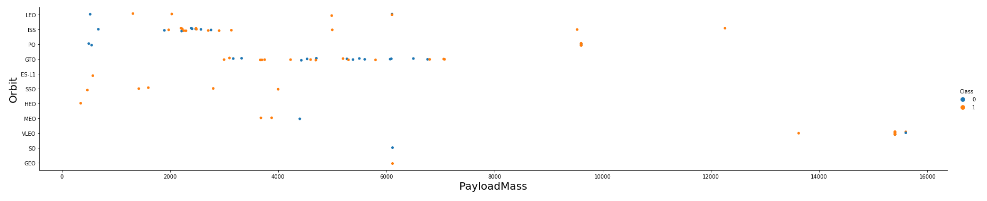 LEO
ISS
PO
GTO
ES-L1
SSO
HEO
MEO
VLEO
SO
GEO
Orbit
0
2000
4000
6000
8000
10000
12000
14000
16000
PayloadMass
Class
0
1